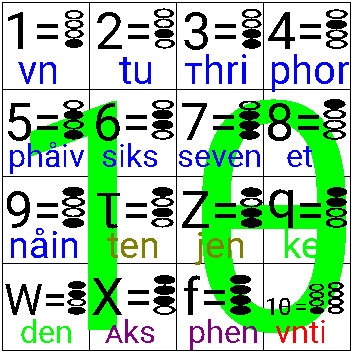 1= 2= 3= 4=
vn tu тhri phor
5= 6= 7= 8=
phåiv siks seven et
9= τ= Z= q=
nåin ten jen ke
W= X= f= 10=
den ᴀks phen vnti
10